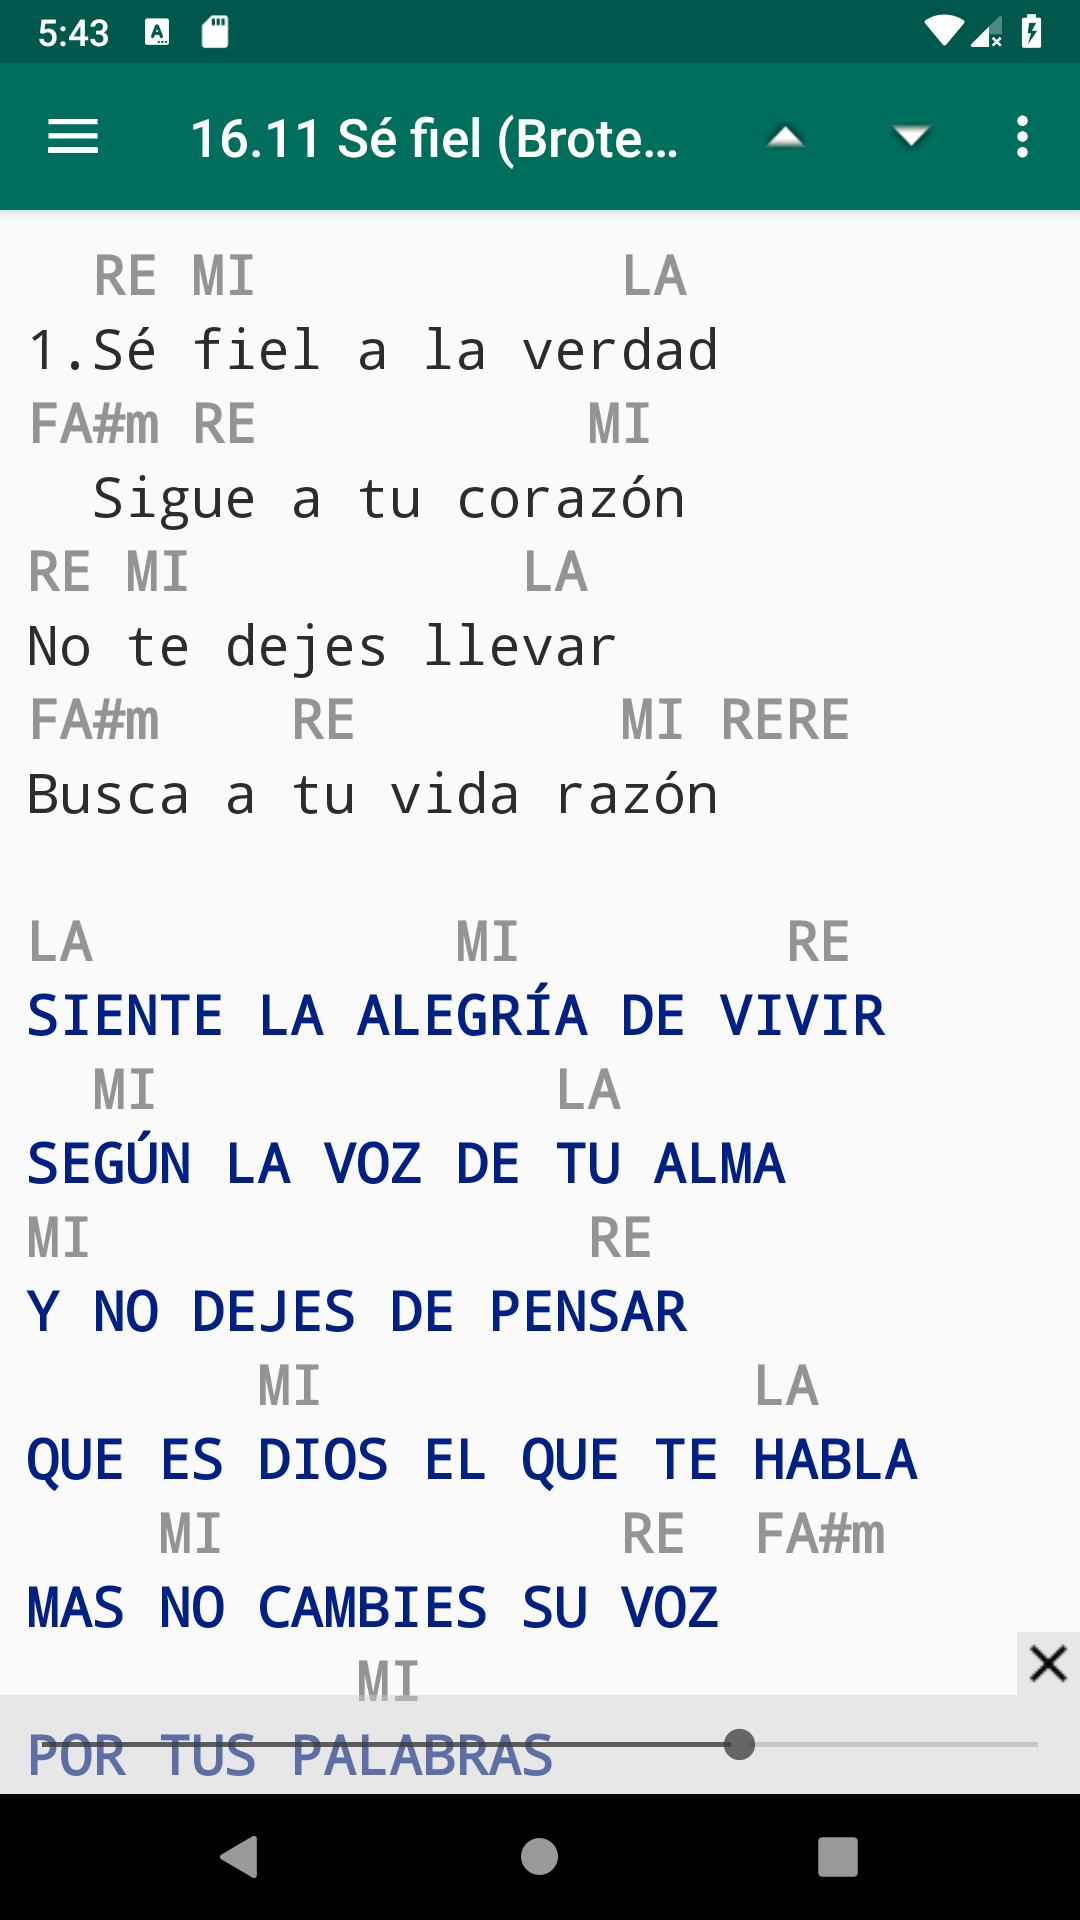 5:43
16.11 Sé fiel (Brote...
RE MI LA
1.Sé fiel a la verdad
FA#m RE MI
Sigue a tu corazón
RE MI LA
No te dejes llevar
FA#m RE MI RERE
Busca a tu vida razón
LA MI RE
SIENTE LA ALEGRÍA DE VIVIR
MI LA
SEGÚN LA VOZ DE TU ALMA
MI RE
Y NO DEJES DE PENSAR
MI LA
QUE ES DIOS EL QUE TE HABLA
MI RE FA#m
MAS NO CAMBIES SU VOZ
MI
POR TUS PALABRAS